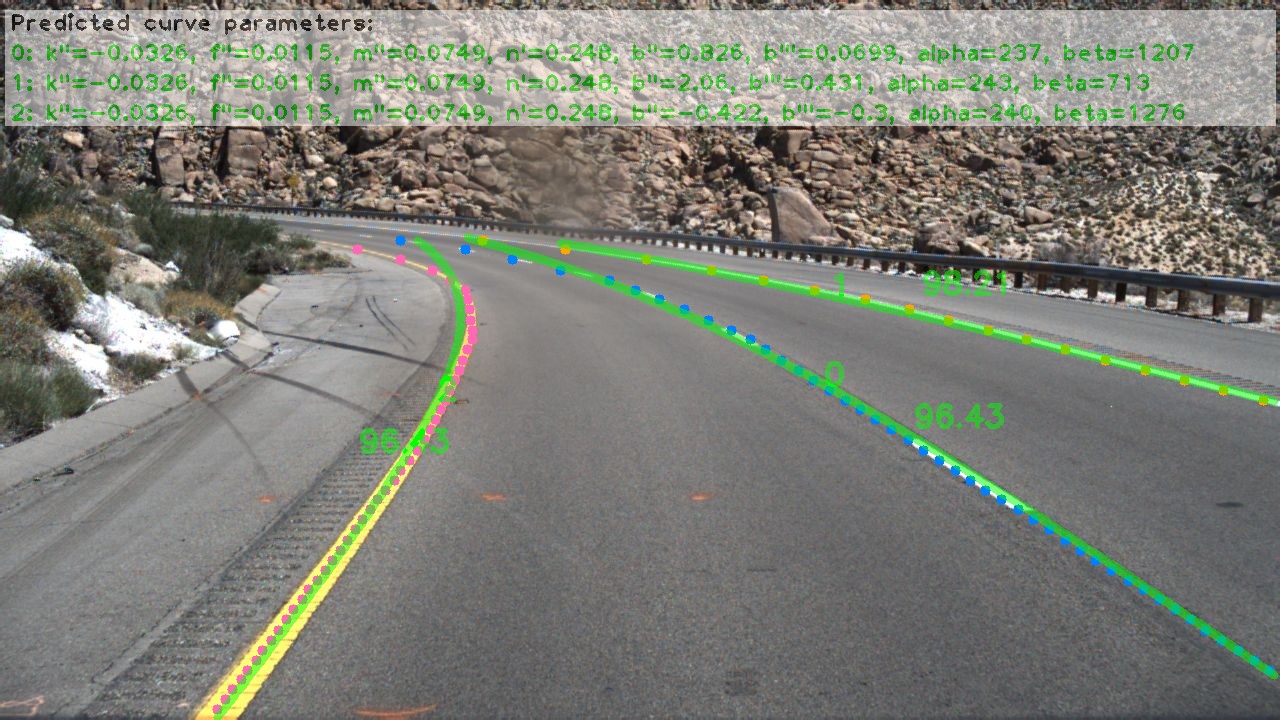 Predicted curve parameters:
0: k''=-0.0326, f''=0.0115, m''=0.0749, n'=0.248, b''=0.826, b'''=0.0699, alpha=237, beta=1207
1: k''=-0.0326, f''=0.0115, m''=0.0749, n'=0.248, b''=2.06, b'''=0.431, alpha=243, beta=713
2: k''=-0.0326, f''=0.0115, m''=0.0749, n'=0.248, b''=-0.422, b'''=-0.3, alpha=240, beta=1276
1 98.21
0
96.43